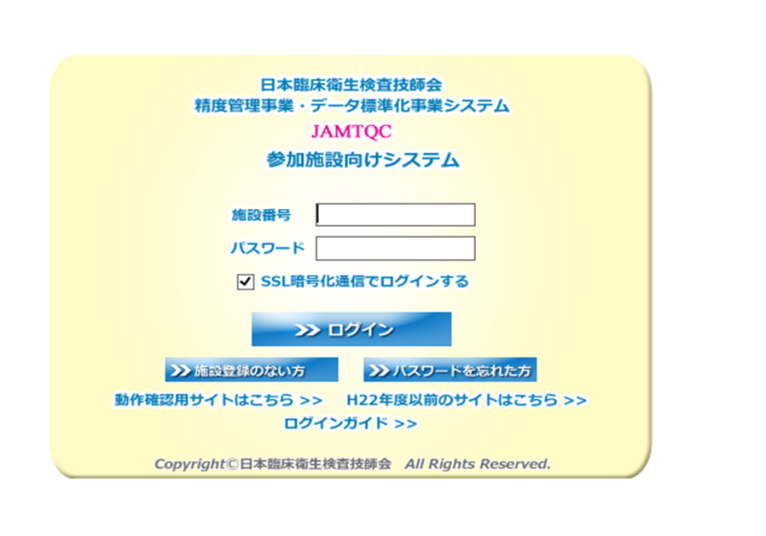 日本臨床衛生検査技師会
精度管理事業・データ標準化事業システム
JAMTQC
参加施設向けシステム
施設番号
パスワード
SSL暗号化通信でログインする
>> ログイン
>> 施設登録のない方 >> パスワードを忘れた方
動作確認用サイトはこちら >> H22年度以前のサイトはこちら >>
ログインガイド >>
Copyright©日本臨床衛生検査技師会 All Rights Reserved.